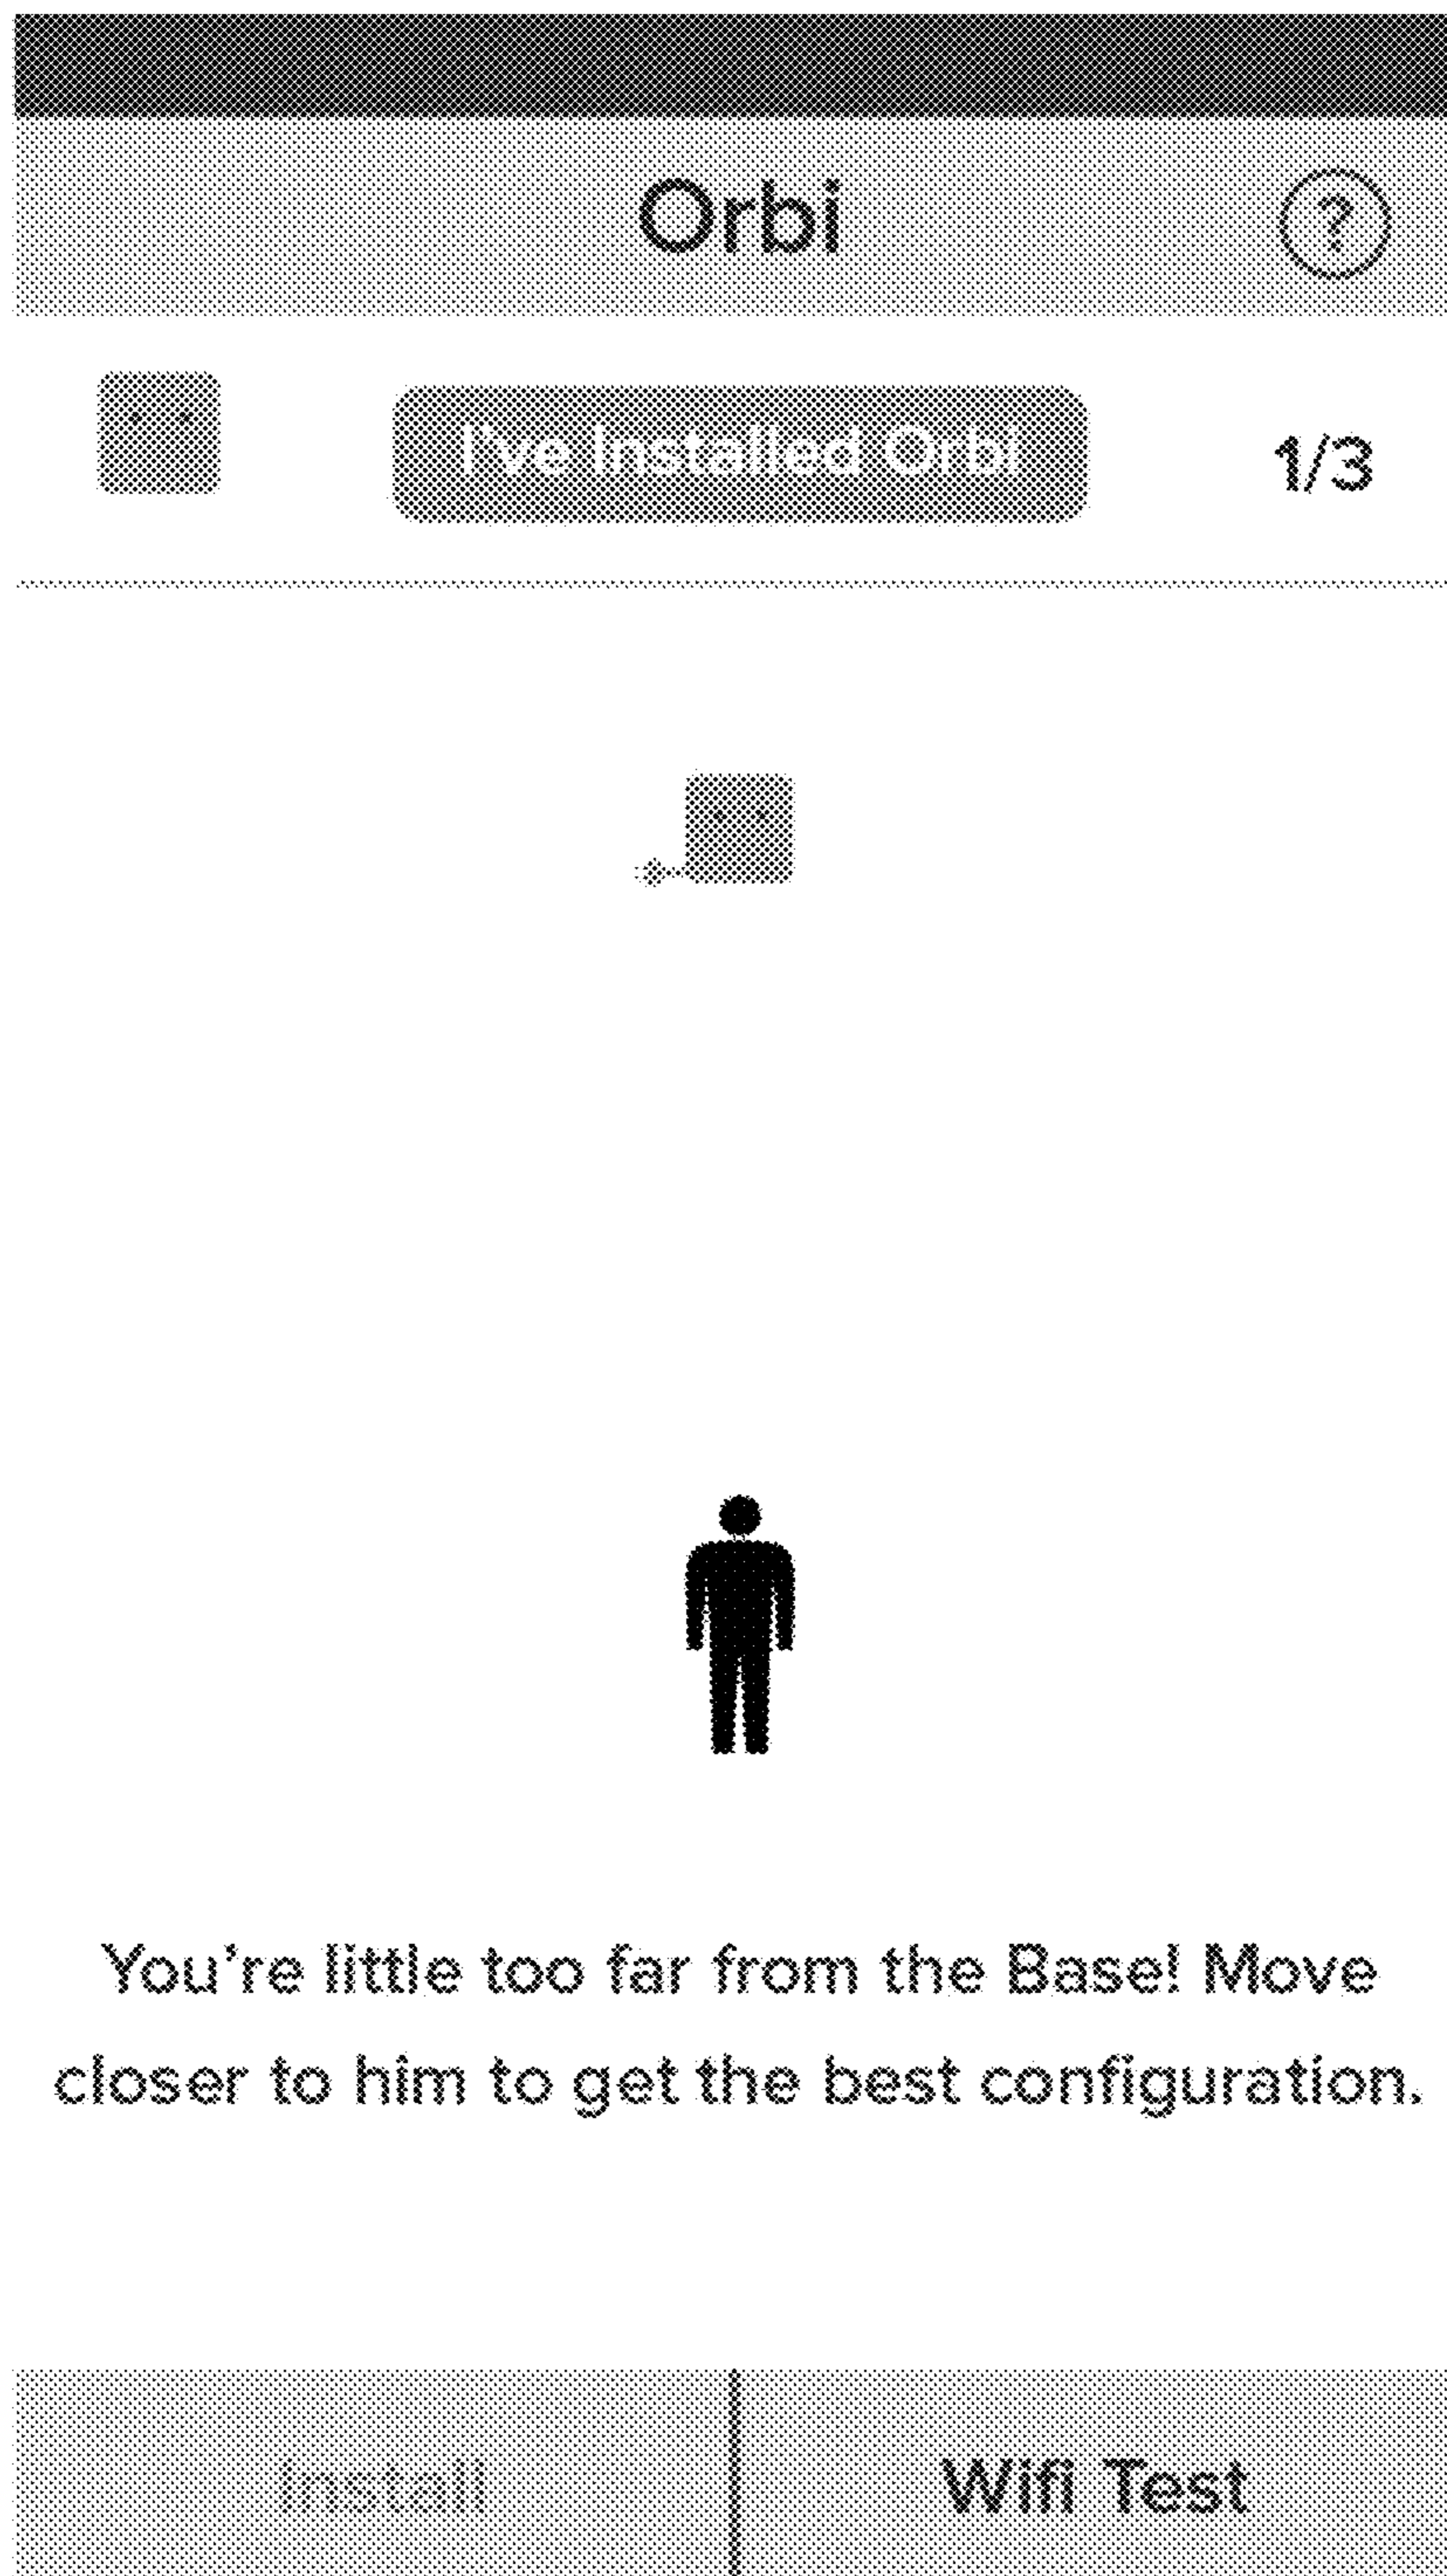 Orbi
?
I've Installed Orbi
1/3
You're little too far from the Base! Move
closer to him to get the best configuration.
Install
Wifi Test